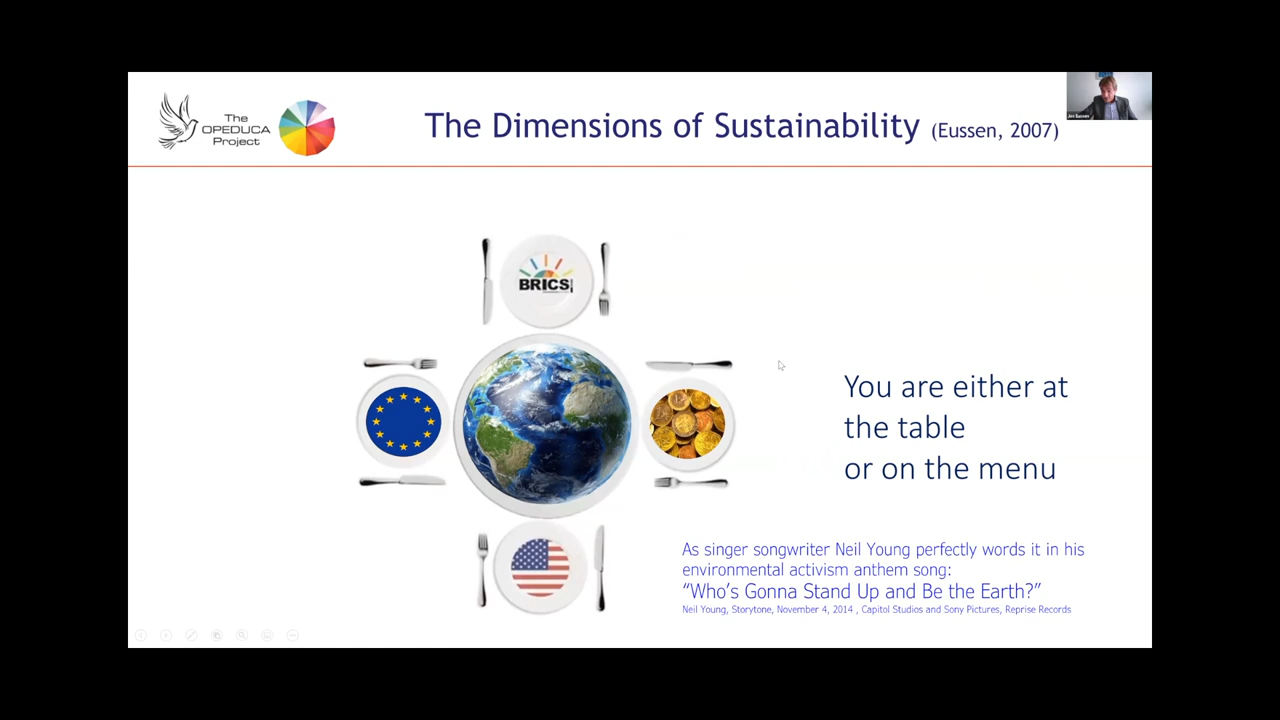 The
OPEDUCA
Project
The Dimensions of Sustainability (Eussen, 2007)
BRICS
You are either at
the table
or on the menu
As singer songwriter Neil Young perfectly words it in his
environmental activism anthem song:
“Who’s Gonna Stand Up and Be the Earth?”
Neil Young, Storytone, November 4, 2014 , Capitol Studios and Sony Pictures, Reprise Records